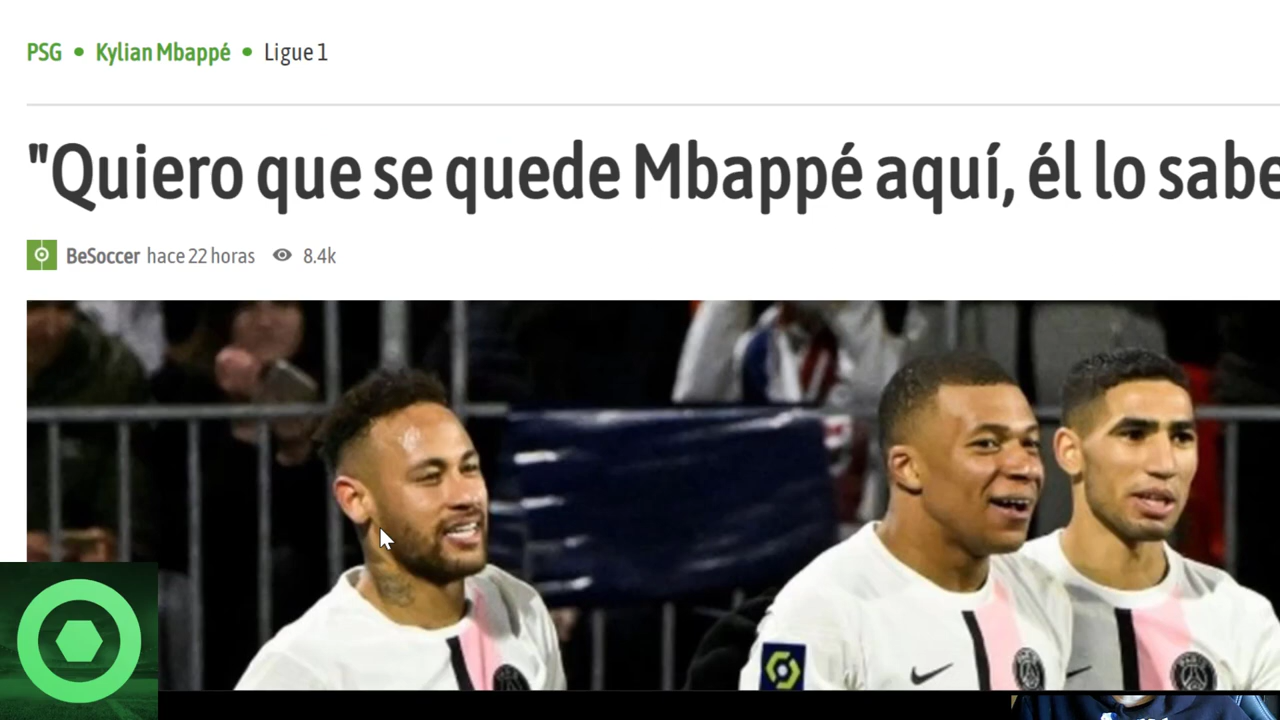 PSG • Kylian Mbappé • Ligue 1
"Quiero que se quede Mbappé aquí, él lo sabe
BeSoccer hace 22 horas 8.4k